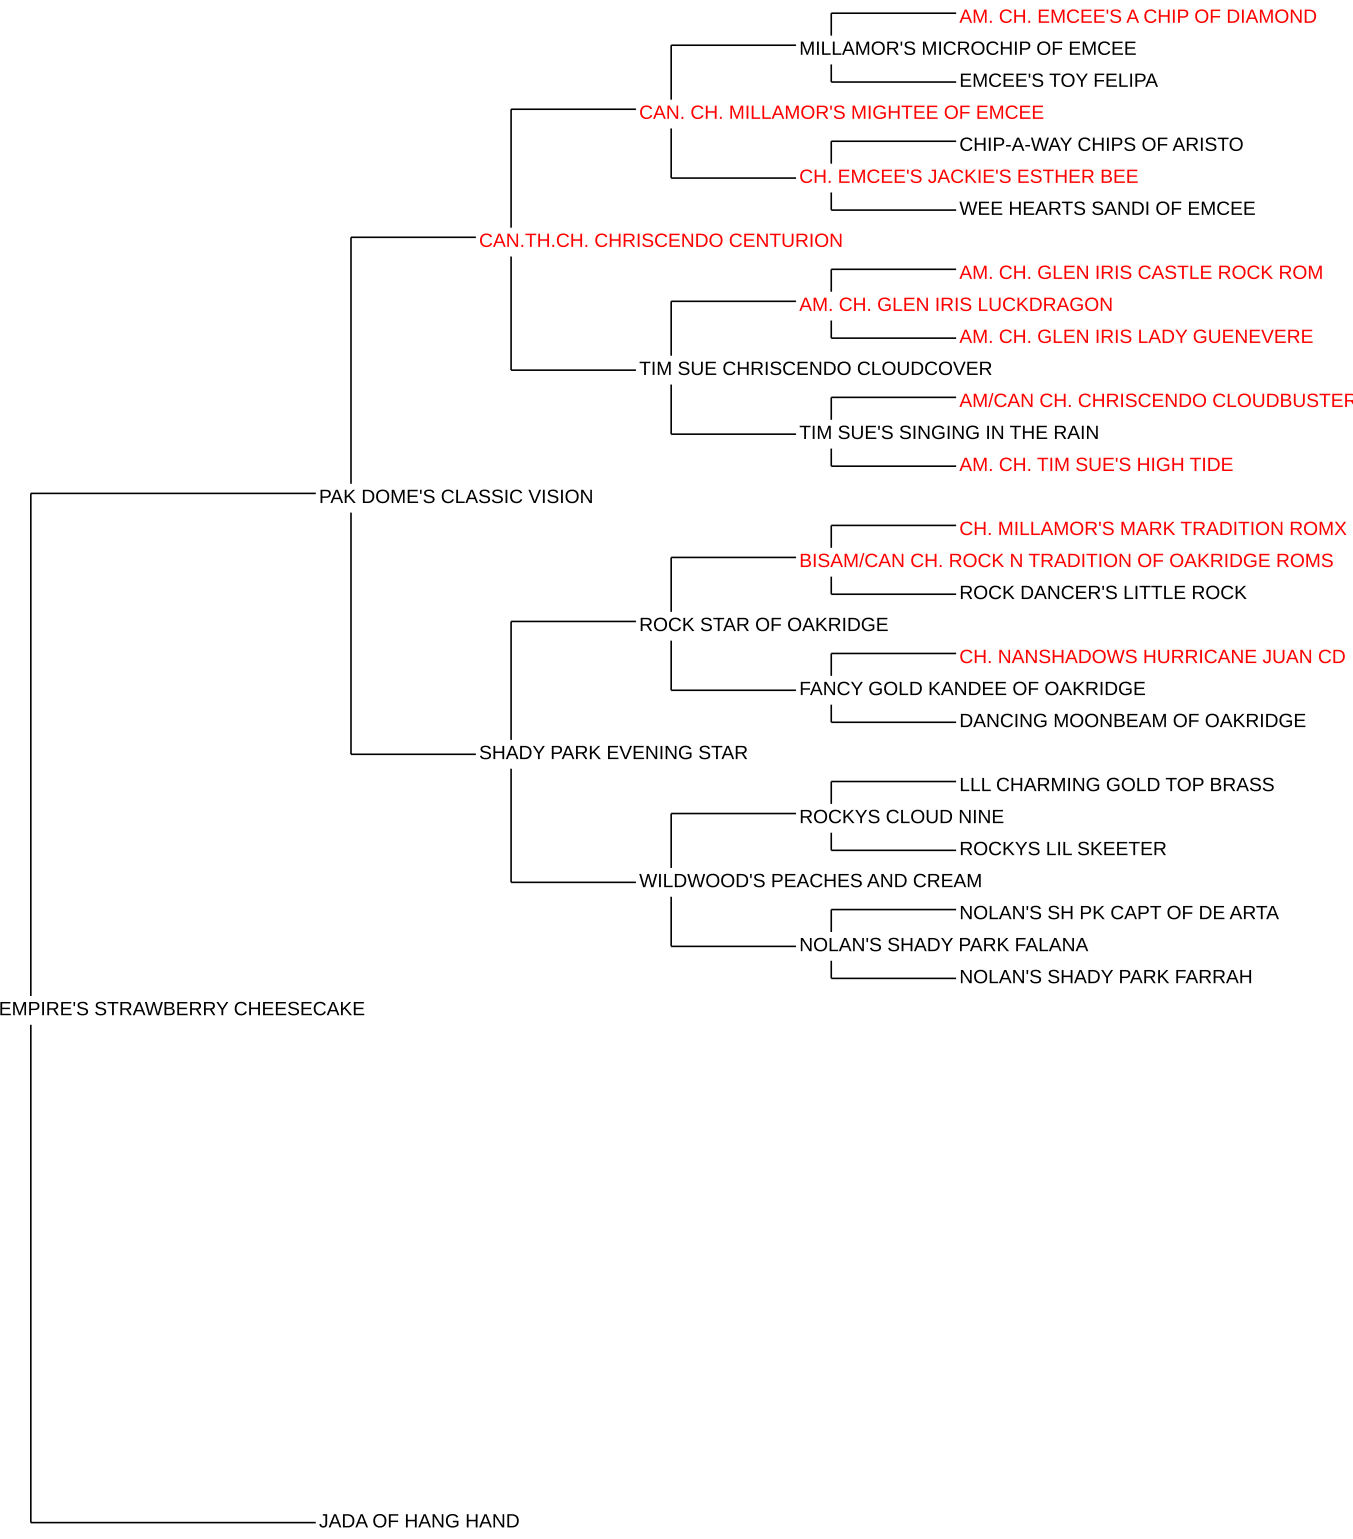 AM. CH. EMCEE'S A CHIP OF DIAMOND
MILLAMOR'S MICROCHIP OF EMCEE
EMCEE'S TOY FELIPA
CAN. CH. MILLAMOR'S MIGHTEE OF EMCEE
CHIP-A-WAY CHIPS OF ARISTO
CH. EMCEE'S JACKIE'S ESTHER BEE
WEE HEARTS SANDI OF EMCEE
CAN.TH.CH. CHRISCENDO CENTURION
AM. CH. GLEN IRIS CASTLE ROCK ROM
AM. CH. GLEN IRIS LUCKDRAGON
AM. CH. GLEN IRIS LADY GUENEVERE
TIM SUE CHRISCENDO CLOUDCOVER
AM/CAN CH. CHRISCENDO CLOUDBUSTER
TIM SUE'S SINGING IN THE RAIN
AM. CH. TIM SUE'S HIGH TIDE
PAK DOME'S CLASSIC VISION
CH. MILLAMOR'S MARK TRADITION ROMX
BISAM/CAN CH. ROCK N TRADITION OF OAKRIDGE ROMS
ROCK DANCER'S LITTLE ROCK
ROCK STAR OF OAKRIDGE
CH. NANSHADOWS HURRICANE JUAN CD
FANCY GOLD KANDEE OF OAKRIDGE
DANCING MOONBEAM OF OAKRIDGE
SHADY PARK EVENING STAR
LLL CHARMING GOLD TOP BRASS
ROCKYS CLOUD NINE
ROCKYS LIL SKEETER
WILDWOOD'S PEACHES AND CREAM
NOLAN'S SH PK CAPT OF DE ARTA
NOLAN'S SHADY PARK FALANA
NOLAN'S SHADY PARK FARRAH
EMPIRE'S STRAWBERRY CHEESECAKE
JADA OF HANG HAND